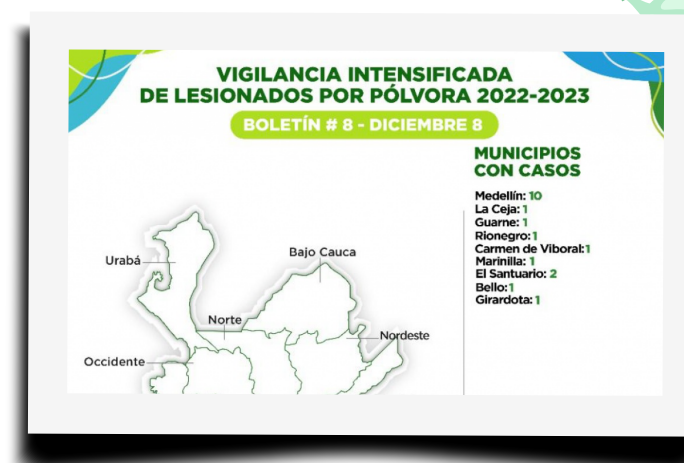 VIGILANCIA INTENSIFICADA
DE LESIONADOS POR PÓLVORA 2022-2023
BOLETÍN # 8 - DICIEMBRE 8
MUNICIPIOS
CON CASOS
Medellín: 10
La Ceja: 1
Guarne: 1
Rionegro: 1
Carmen de Viboral:1
Marinilla: 1
El Santuario: 2
Bello:1
Girardota: 1
Urabá
Bajo Cauca
Norte
Nordeste
Occidente